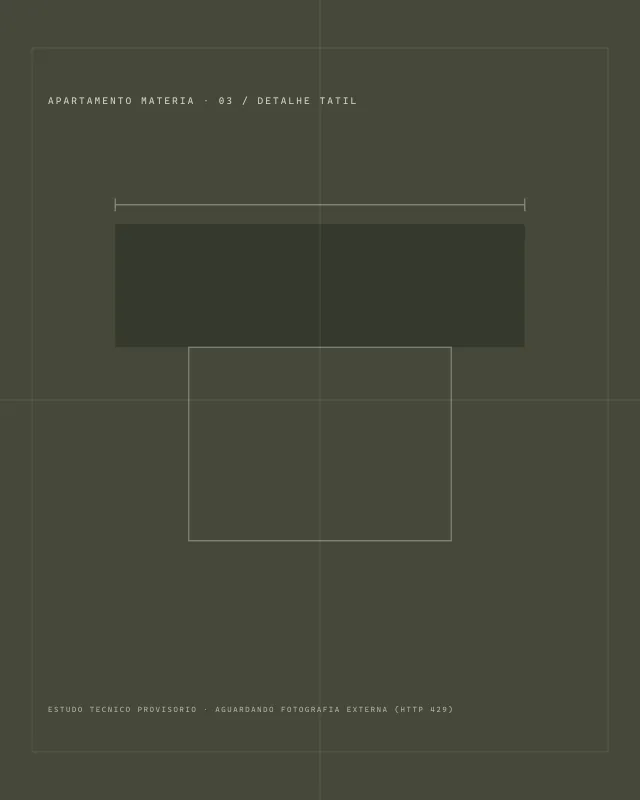 APARTAMENTO MATERIA · 03 / DETALHE TATIL
ESTUDO TECNICO PROVISORIO · AGUARDANDO FOTOGRAFIA EXTERNA (HTTP 429)